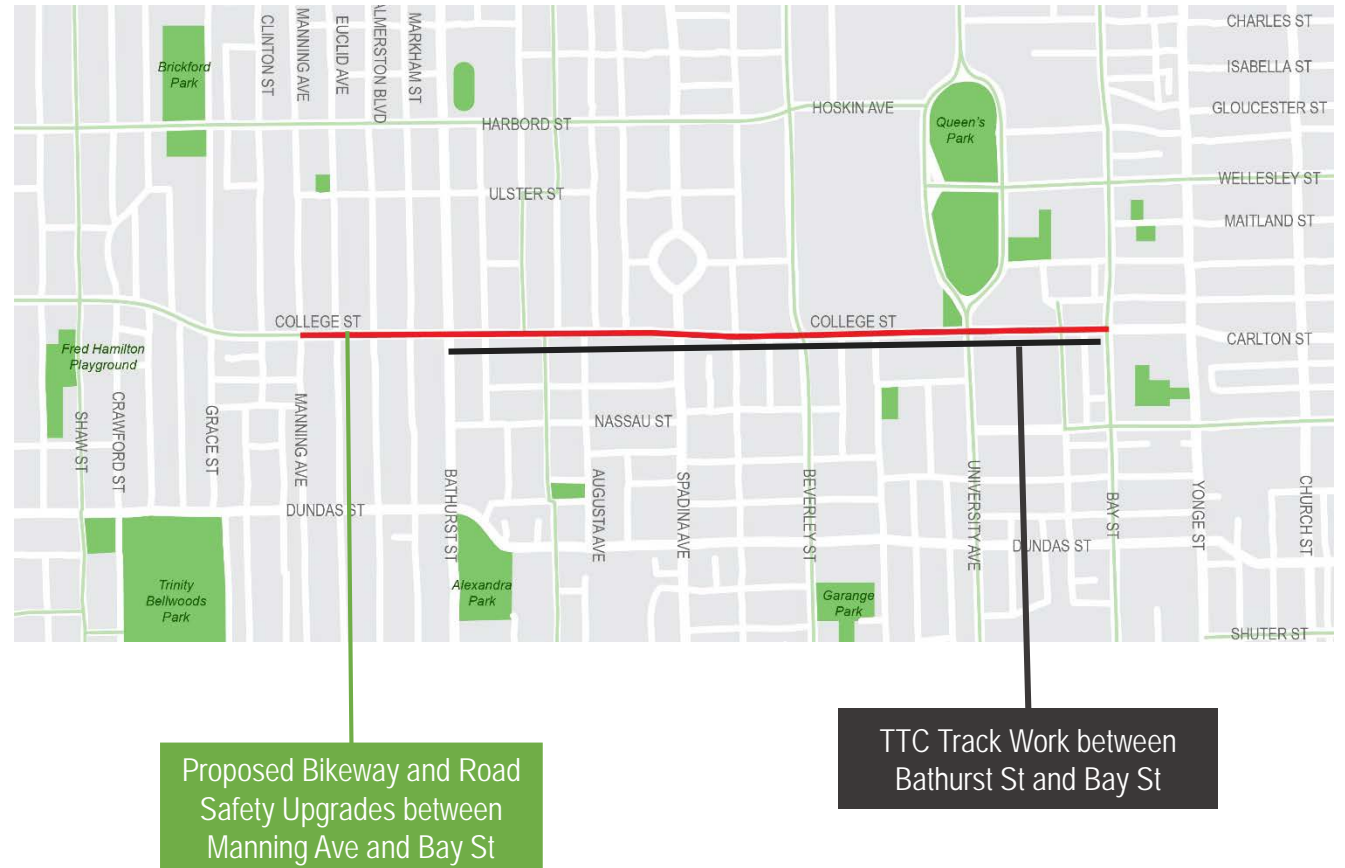 CHARLES ST
CLINTON ST
MANNING AVE
EUCLID AVE
ALMERSTON BLVD
MARKHAM ST
ISABELLA ST
Brickford
Park
HOSKIN AVE
GLOUCESTER ST
HARBORD ST
Queen's
Park
WELLESLEY ST
ULSTER ST
MAITLAND ST
COLLEGE ST
COLLEGE ST
CARLTON ST
Fred Hamilton
Playground
SHAW ST
CRAWFORD ST
GRACE ST
MANNING AVE
NASSAU ST
BATHURST ST
AUGUSTA AVE
SPADINA AVE
BEVERLEY ST
UNIVERSITY AVE
BAY ST
YONGE ST
CHURCH ST
DUNDAS ST
DUNDAS ST
Trinity
Bellwoods
Park
Alexandra
Park
Garange
Park
SHUTER ST
Proposed Bikeway and Road
Safety Upgrades between
Manning Ave and Bay St
TTC Track Work between
Bathurst St and Bay St